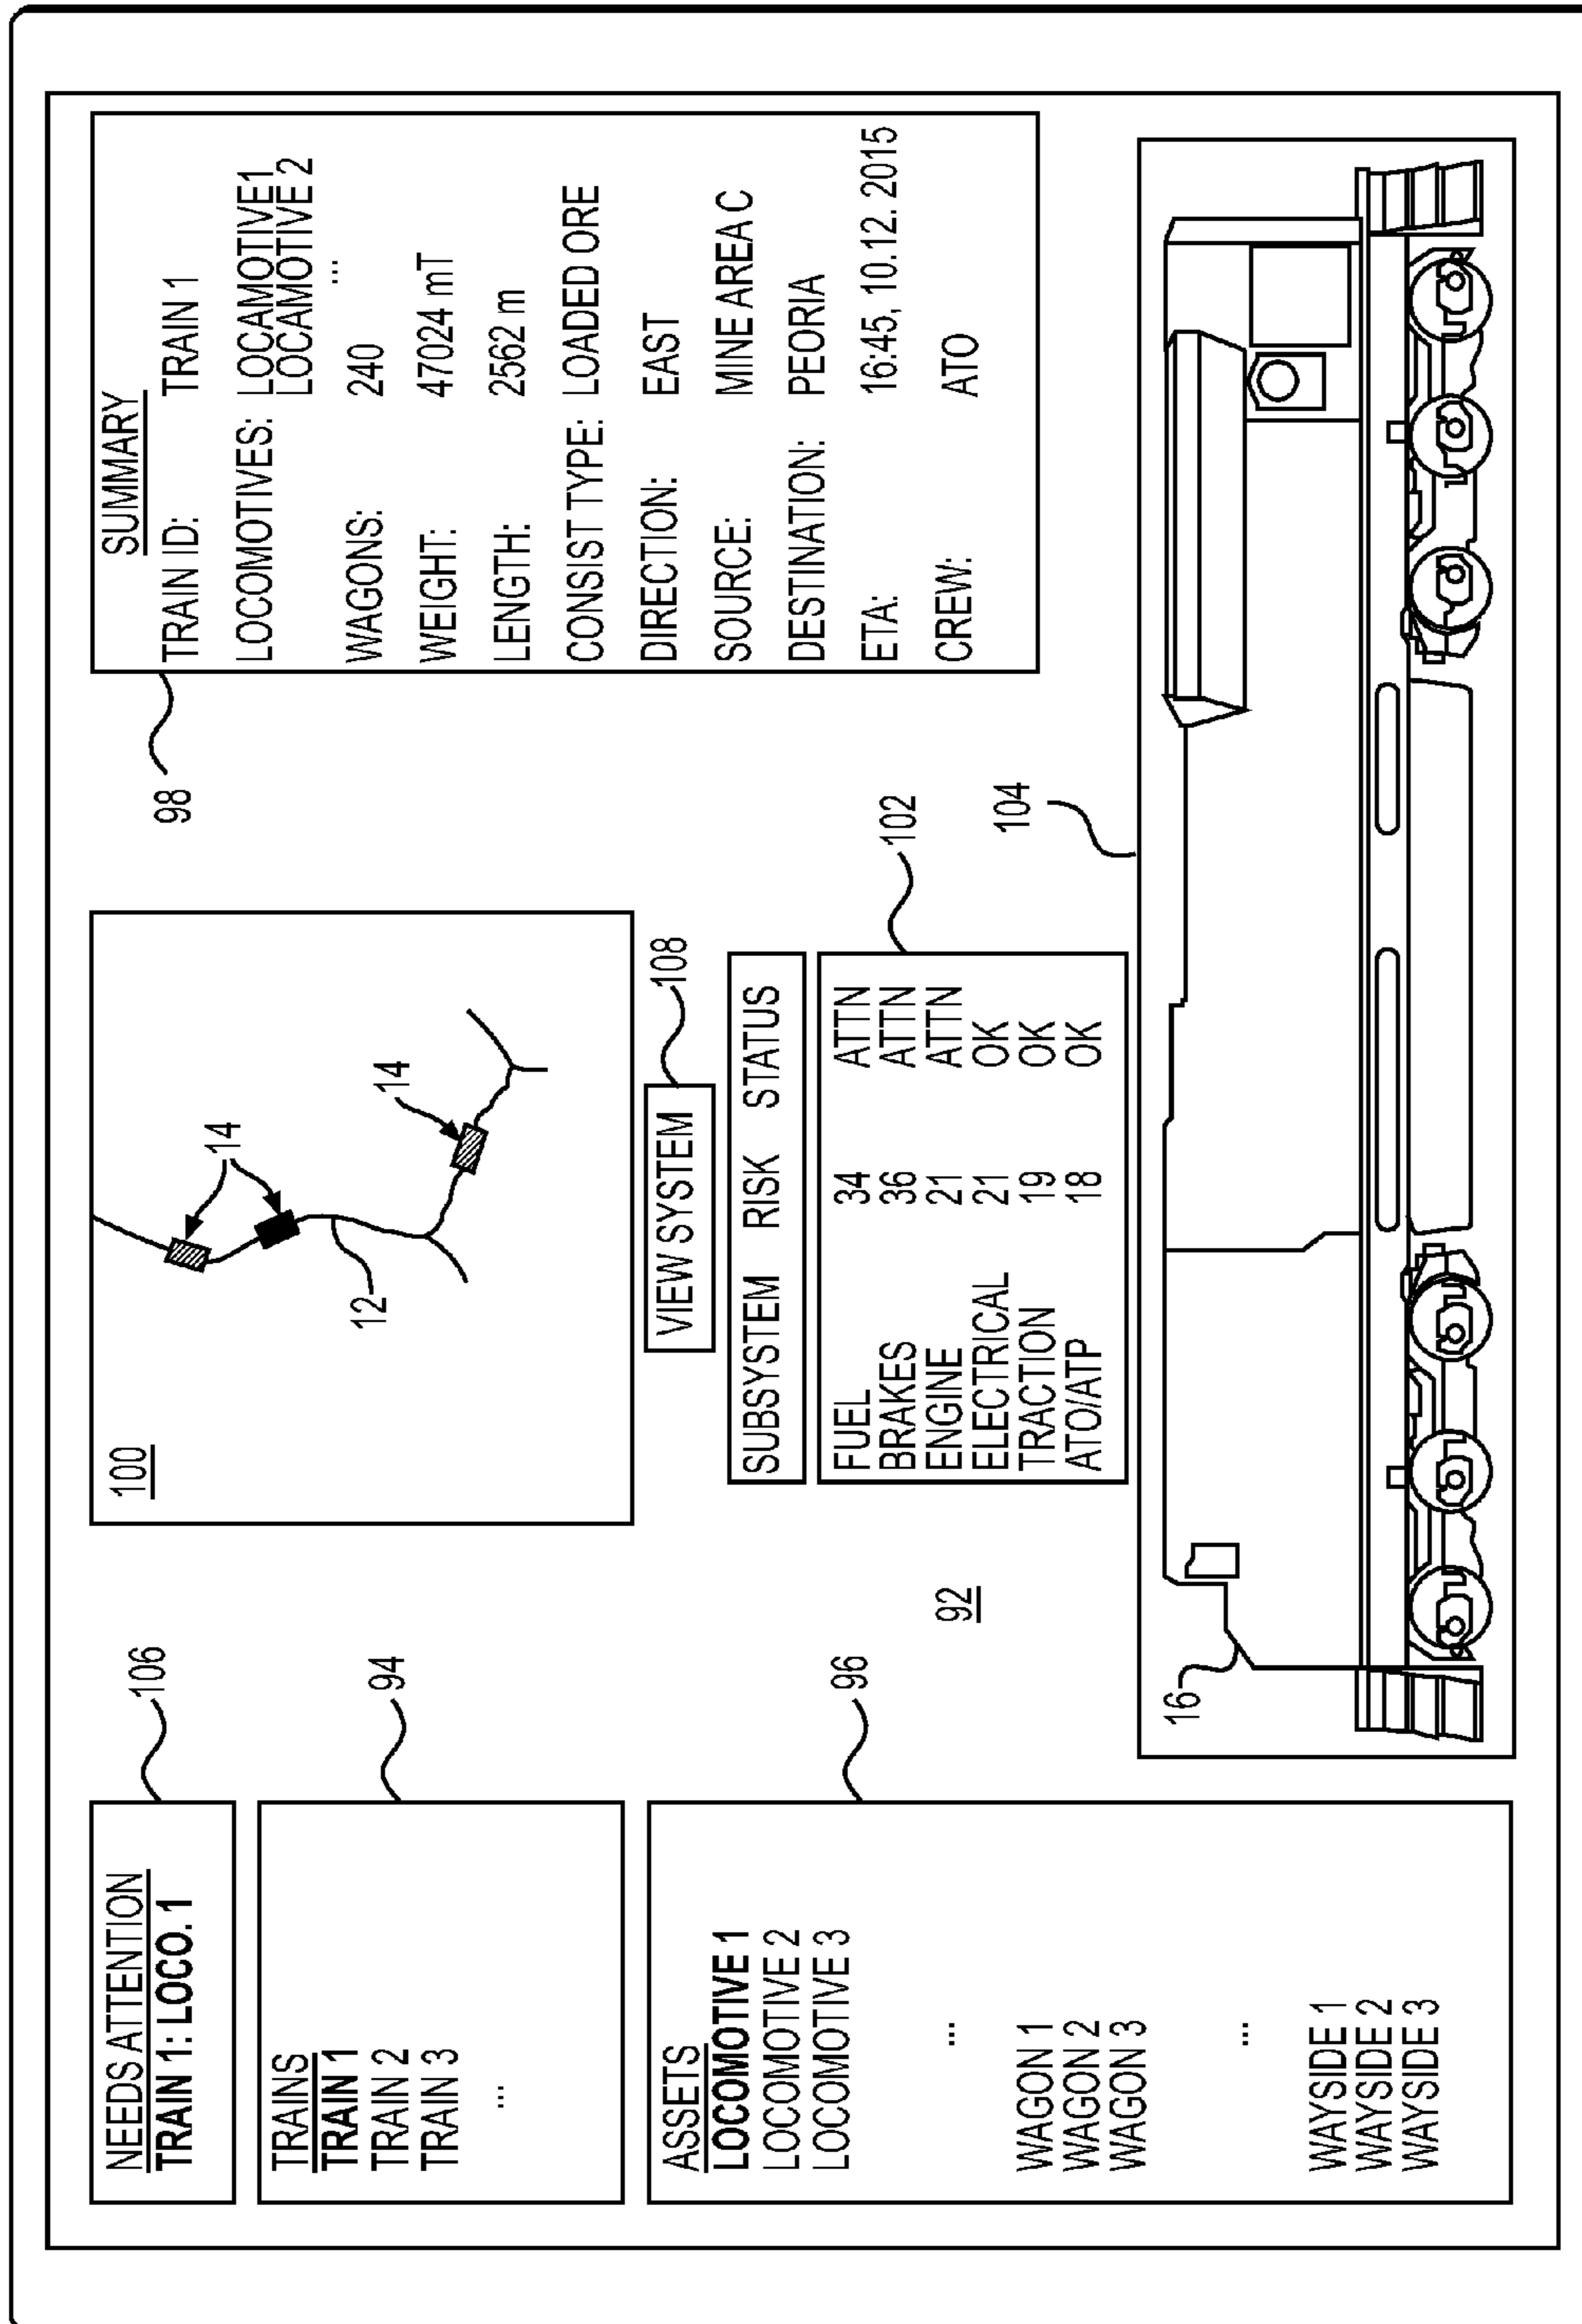 NEEDS ATTENTION
TRAIN 1: LOCO. 1
106
TRAINS
TRAIN 1
TRAIN 2
TRAIN 3
...
94
ASSETS
LOCOMOTIVE 1
LOCOMOTIVE 2
LOCOMOTIVE 3
...
WAGON 1
WAGON 2
WAGON 3
...
WAYSIDE 1
WAYSIDE 2
WAYSIDE 3
96
100
14
14
12
VIEW SYSTEM
108
SUBSYSTEM RISK STATUS
FUEL 34 ATTN
BRAKES 36 ATTN
ENGINE 21 ATTN
ELECTRICAL 21 OK
TRACTION 19 OK
ATO/ATP 18 OK
102
92
98
SUMMARY
TRAIN ID: TRAIN 1
LOCOMOTIVES: LOCAMOTIVE1
LOCAMOTIVE 2
...
WAGONS: 240
WEIGHT: 47024 mT
LENGTH: 2562 m
CONSIST TYPE: LOADED ORE
DIRECTION: EAST
SOURCE: MINE AREA C
DESTINATION: PEORIA
ETA: 16:45, 10.12. 2015
CREW: ATO
104
16